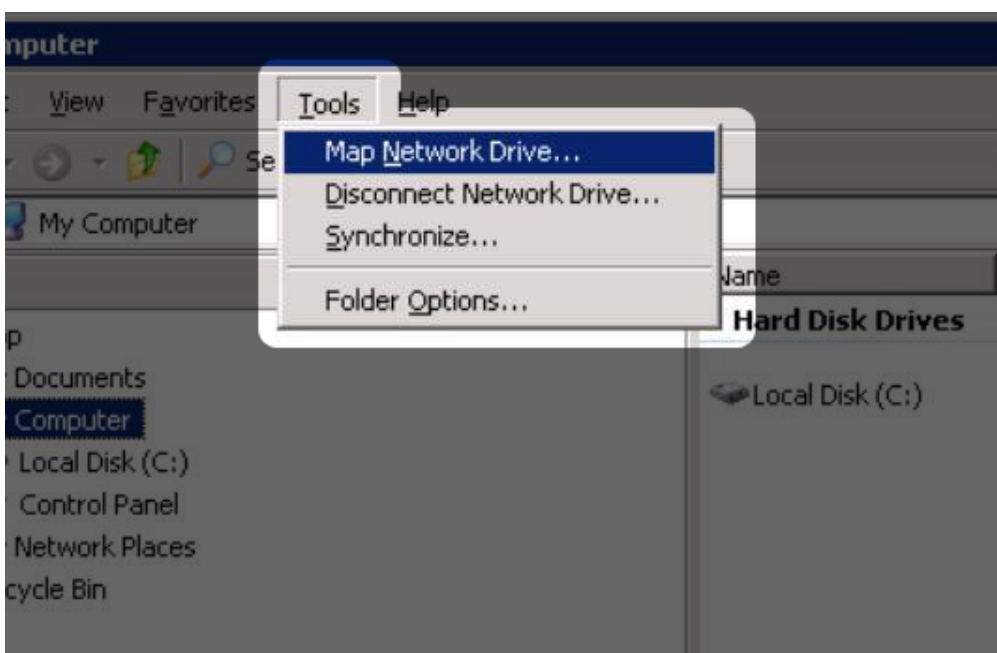 mputer
View Favorites Tools Help
Se
My Computer
Map Network Drive...
Disconnect Network Drive...
Synchronize...
Folder Options...
Name
Hard Disk Drives
Local Disk (C:)
p
Documents
Computer
Local Disk (C:)
Control Panel
Network Places
cycle Bin